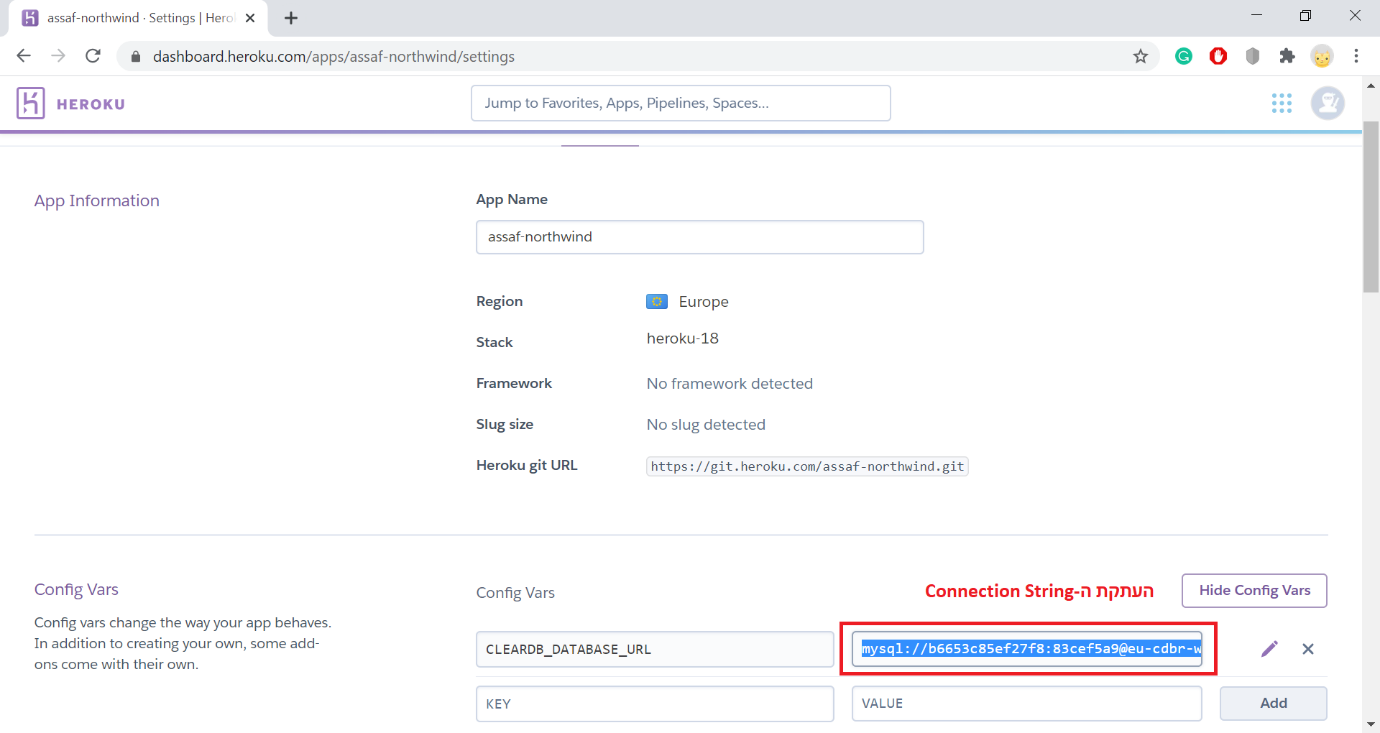 assaf-northwind · Settings | Hero
dashboard.heroku.com/apps/assaf-northwind/settings
HEROKU
Jump to Favorites, Apps, Pipelines, Spaces...
App Information
App Name
assaf-northwind
Region
Europe
Stack
heroku-18
Framework
No framework detected
Slug size
No slug detected
Heroku git URL
https://git.heroku.com/assaf-northwind.git
Config Vars
Config vars change the way your app behaves.
In addition to creating your own, some add-
ons come with their own.
Config Vars
העתקת ה-Connection String
Hide Config Vars
CLEARDB_DATABASE_URL
mysql://b6653c85ef27f8:83cef5a9@eu-cdbr-w
KEY
VALUE
Add